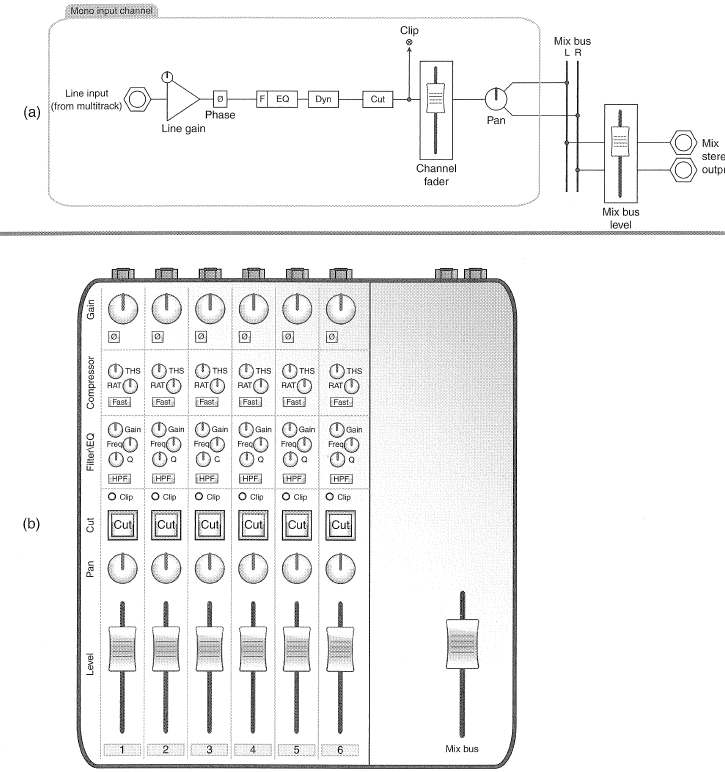 Mono input channel
Clip
Mix bus
L R
Line input
(from multitrack)
(a)
Ø
F EQ
Dyn
Cut
Phase
Line gain
Pan
Channel
fader
Mix
stere
outpu
Mix bus
level
(b)
Gain
Ø Ø Ø Ø Ø Ø
Compressor
THS THS THS THS THS THS
RAT RAT RAT RAT RAT RAT
Fast Fast Fast Fast Fast Fast
Filter\EQ
Gain Gain Gain Gain Gain Gain
Freq Freq Freq Freq Freq Freq
Q Q Q Q Q Q
HPF HPF HPF HPF HPF HPF
Clip Clip Clip Clip Clip Clip
Cut
Cut Cut Cut Cut Cut Cut
Pan
Level
1 2 3 4 5 6
Mix bus